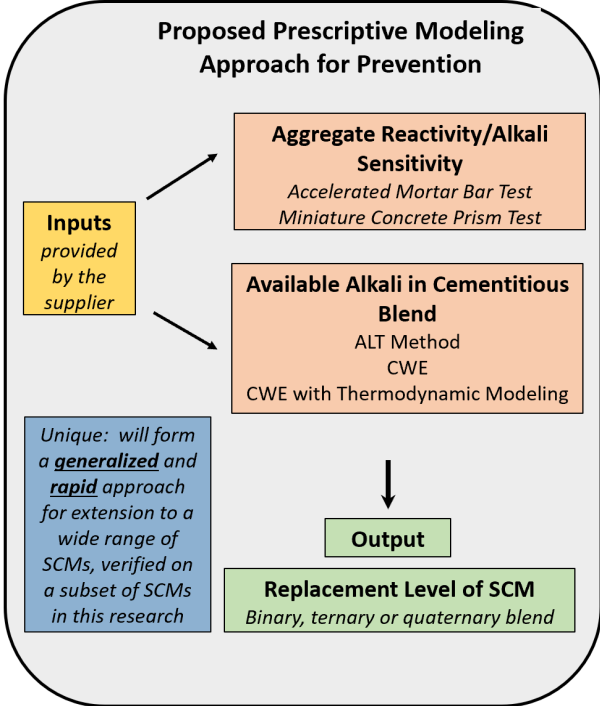 Proposed Prescriptive Modeling
Approach for Prevention
Aggregate Reactivity/Alkali
Sensitivity
Accelerated Mortar Bar Test
Miniature Concrete Prism Test
Inputs
provided
by the
supplier
Available Alkali in Cementitious
Blend
ALT Method
CWE
CWE with Thermodynamic Modeling
Unique: will form
a generalized and
rapid approach
for extension to a
wide range of
SCMs, verified on
a subset of SCMs
in this research
Output
Replacement Level of SCM
Binary, ternary or quaternary blend